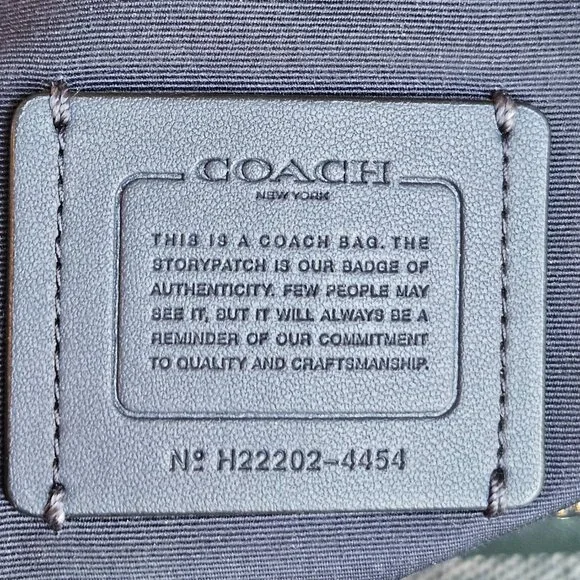 COACH
NEW YORK
THIS IS A COACH BAG. THE
STORYPATCH IS OUR BADGE OF
AUTHENTICITY. FEW PEOPLE MAY
SEE IT, BUT IT WILL ALWAYS BE A
REMINDER OF OUR COMMITMENT
TO QUALITY AND CRAFTSMANSHIP.
Nº H22202-4454